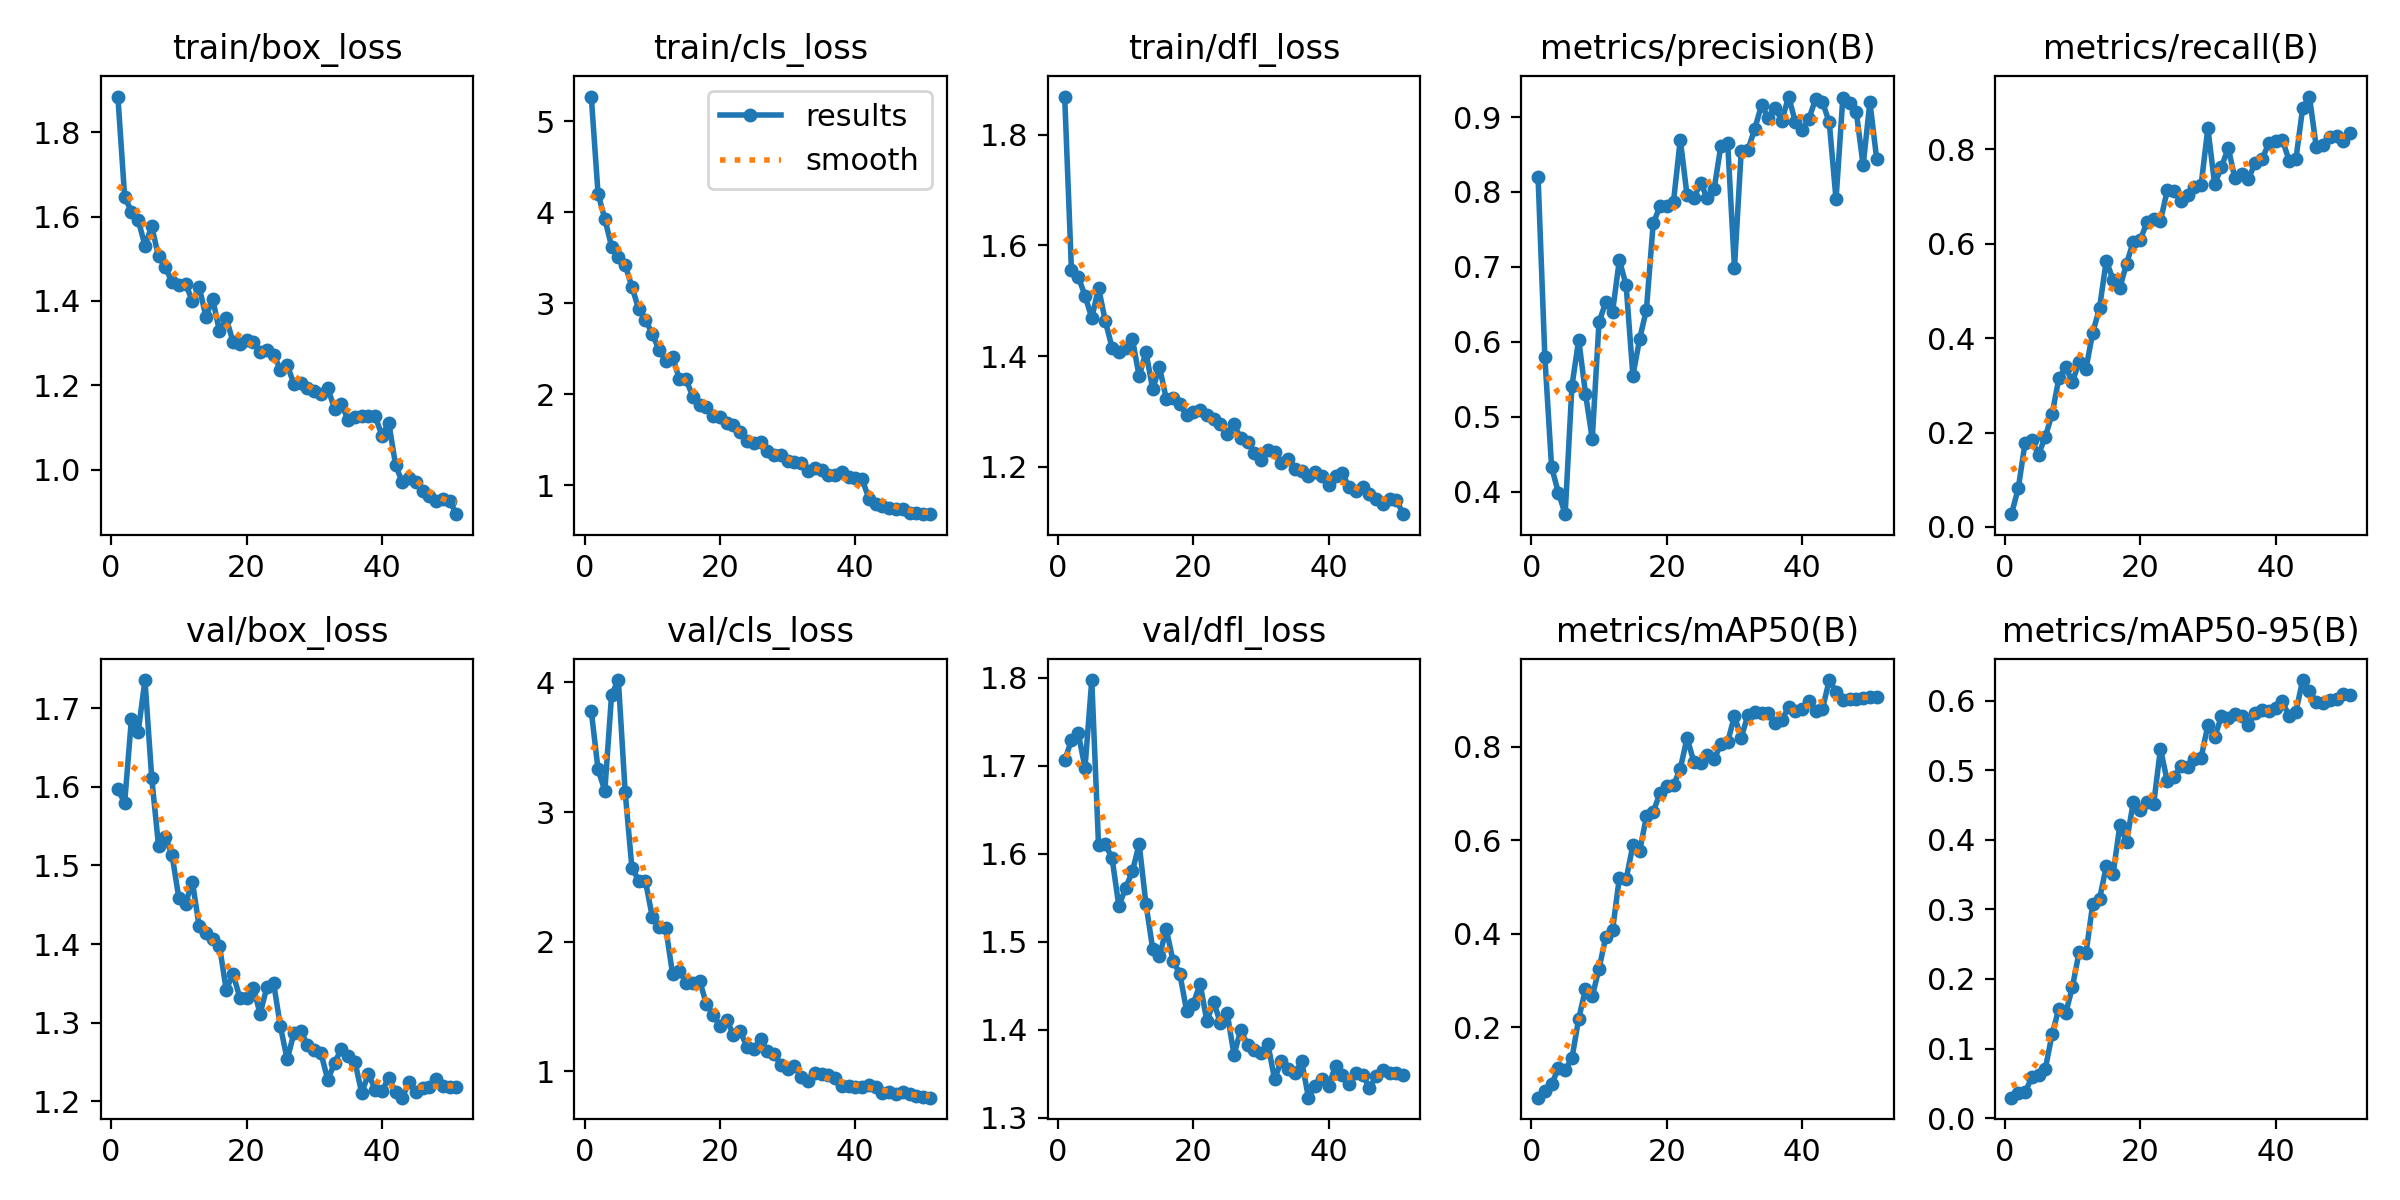 train/box_loss
train/cls_loss
train/dfl_loss
metrics/precision(B)
metrics/recall(B)
1.8
1.6
1.4
1.2
1.0
0 20 40
5
4
3
2
1
0 20 40
results
smooth
1.8
1.6
1.4
1.2
0 20 40
0.9
0.8
0.7
0.6
0.5
0.4
0 20 40
0.8
0.6
0.4
0.2
0.0
0 20 40
val/box_loss
val/cls_loss
val/dfl_loss
metrics/mAP50(B)
metrics/mAP50-95(B)
1.7
1.6
1.5
1.4
1.3
1.2
0 20 40
4
3
2
1
0 20 40
1.8
1.7
1.6
1.5
1.4
1.3
0 20 40
0.8
0.6
0.4
0.2
0 20 40
0.6
0.5
0.4
0.3
0.2
0.1
0.0
0 20 40